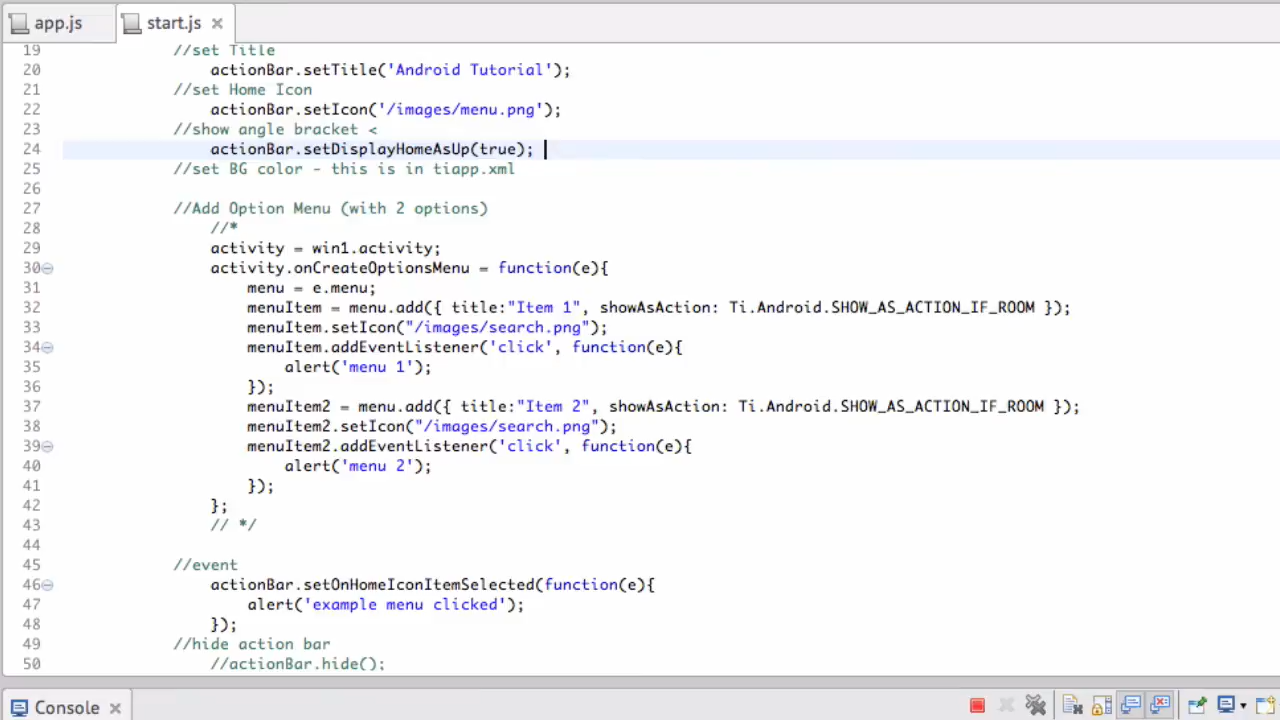 app.js
start.js
19 //set Title
20 actionBar.setTitle('Android Tutorial');
21 //set Home Icon
22 actionBar.setIcon('/images/menu.png');
23 //show angle bracket <
24 actionBar.setDisplayHomeAsUp(true);
25 //set BG color - this is in tiapp.xml
26
27 //Add Option Menu (with 2 options)
28 //*
29 activity = win1.activity;
30 activity.onCreateOptionsMenu = function(e){
31 menu = e.menu;
32 menuItem = menu.add({ title:"Item 1", showAsAction: Ti.Android.SHOW_AS_ACTION_IF_ROOM });
33 menuItem.setIcon("/images/search.png");
34 menuItem.addEventListener('click', function(e){
35 alert('menu 1');
36 });
37 menuItem2 = menu.add({ title:"Item 2", showAsAction: Ti.Android.SHOW_AS_ACTION_IF_ROOM });
38 menuItem2.setIcon("/images/search.png");
39 menuItem2.addEventListener('click', function(e){
40 alert('menu 2');
41 });
42 };
43 // */
44
45 //event
46 actionBar.setOnHomeIconItemSelected(function(e){
47 alert('example menu clicked');
48 });
49 //hide action bar
50 //actionBar.hide();
Console